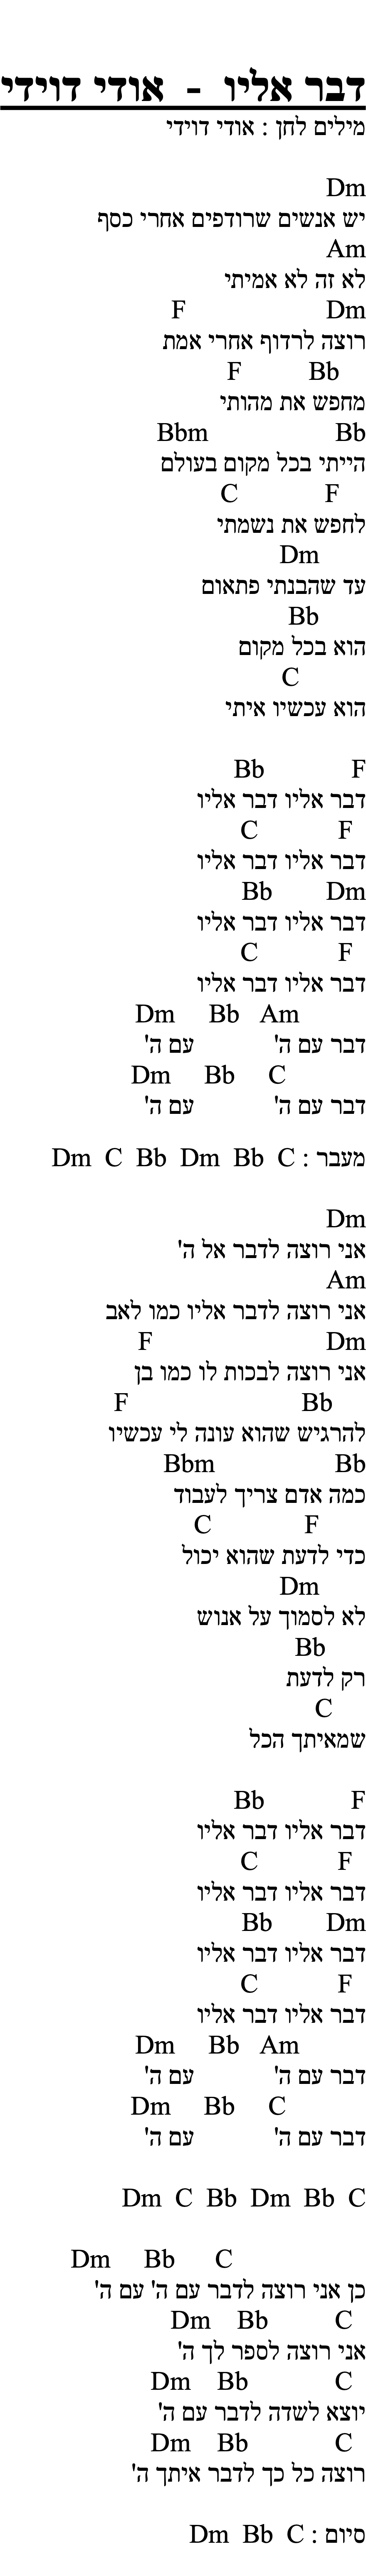 דבר אליו - אודי דוידי
מילים לחן : אודי דוידי
Dm
יש אנשים שרודפים אחרי כסף
Am
לא זה לא אמיתי
F Dm
רוצה לרדוף אחרי אמת
F Bb
מחפש את מהותי
Bbm Bb
הייתי בכל מקום בעולם
C F
לחפש את נשמתי
Dm
עד שהבנתי פתאום
Bb
הוא בכל מקום
C
הוא עכשיו איתי
Bb F
דבר אליו דבר אליו
C F
דבר אליו דבר אליו
Bb Dm
דבר אליו דבר אליו
C F
דבר אליו דבר אליו
Dm Bb Am
דבר עם ה' עם ה'
Dm Bb C
דבר עם ה' עם ה'
מעבר : Dm C Bb Dm Bb C
Dm
אני רוצה לדבר אל ה'
Am
אני רוצה לדבר אליו כמו לאב
F Dm
אני רוצה לבכות לו כמו בן
F Bb
להרגיש שהוא עונה לי עכשיו
Bbm Bb
כמה אדם צריך לעבוד
C F
כדי לדעת שהוא יכול
Dm
לא לסמוך על אנוש
Bb
רק לדעת
C
שמאיתך הכל
Bb F
דבר אליו דבר אליו
C F
דבר אליו דבר אליו
Bb Dm
דבר אליו דבר אליו
C F
דבר אליו דבר אליו
Dm Bb Am
דבר עם ה' עם ה'
Dm Bb C
דבר עם ה' עם ה'
Dm C Bb Dm Bb C
Dm Bb C
כן אני רוצה לדבר עם ה' עם ה'
Dm Bb C
אני רוצה לספר לך ה'
Dm Bb C
יוצא לשדה לדבר עם ה'
Dm Bb C
רוצה כל כך לדבר איתך ה'
סיום : Dm Bb C